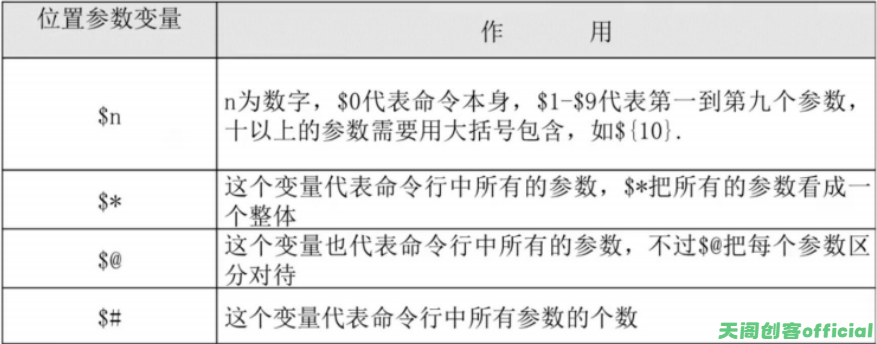 位置参数变量
作 用
$n
n为数字，$0代表命令本身，$1-$9代表第一到第九个参数，
十以上的参数需要用大括号包含，如${10}.
$*
这个变量代表命令行中所有的参数，$*把所有的参数看成一
个整体
$@
这个变量也代表命令行中所有的参数，不过$@把每个参数区
分对待
$#
这个变量代表命令行中所有参数的个数
天阁创客official